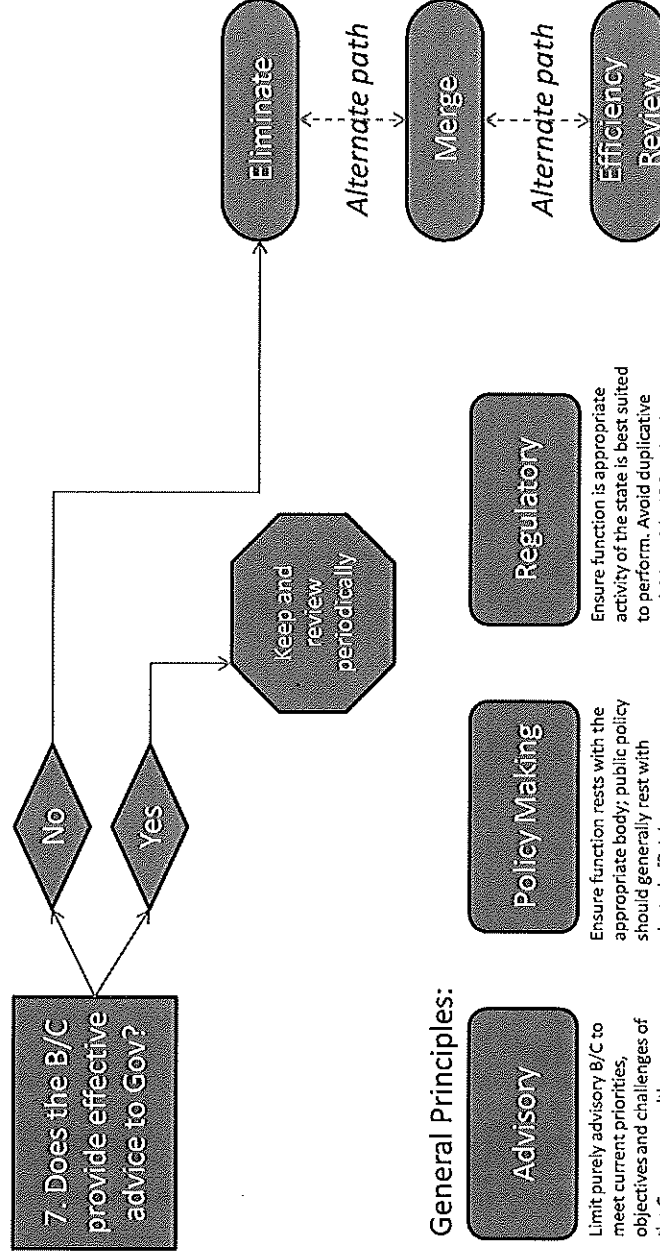 7. Does the B/C
provide effective
advice to Gov?
No
Yes
Keep and
review
periodically
Eliminate
Alternate path
Merge
Alternate path
Efficiency
Review
General Principles:
Advisory
Limit purely advisory B/C to
meet current priorities,
objectives and challenges of
Policy Making
Ensure function rests with the
appropriate body; public policy
should generally rest with
Regulatory
Ensure function is appropriate
activity of the state is best suited
to perform. Avoid duplicative